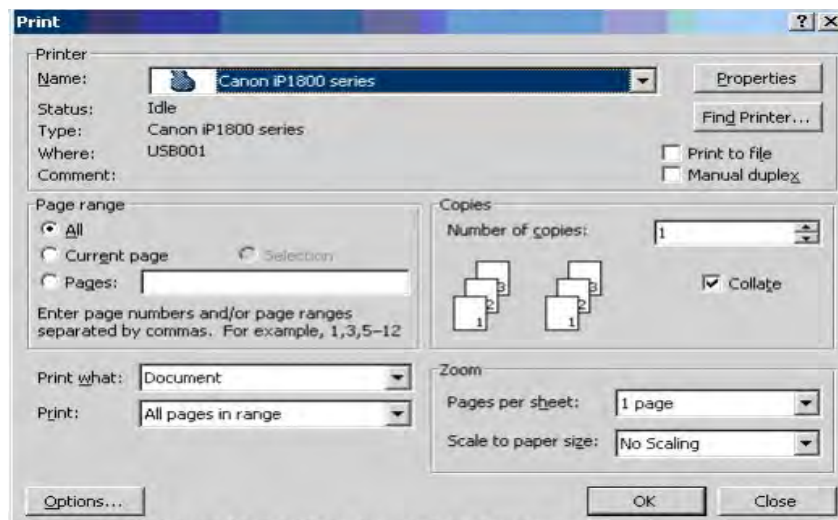 Print
Printer
Name: Canon iP1800 series Properties
Status: Idle
Find Printer...
Type: Canon iP1800 series
Where: USB001 Print to file
Comment: Manual duplex
Page range
All
Current page Selection
Pages:
Enter page numbers and/or page ranges
separated by commas. For example, 1,3,5–12
Copies
Number of copies: 1
1 2 3 1 2 3
Collate
Print what: Document
Print: All pages in range
Zoom
Pages per sheet: 1 page
Scale to paper size: No Scaling
Options... OK Close